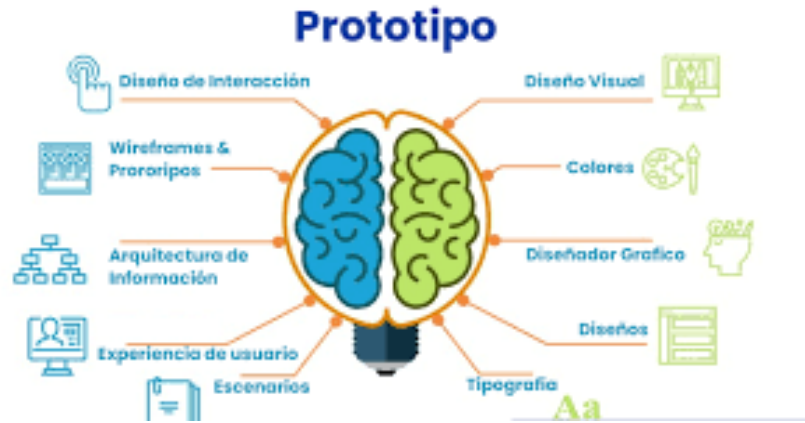 Prototipo
Diseño de Interacción
Diseño Visual
Wireframes &
Prororipos
Colores
Arquitectura de
Información
Diseñador Grafico
Experiencia de usuario
Diseños
Escenarios
Tipografia
Aa